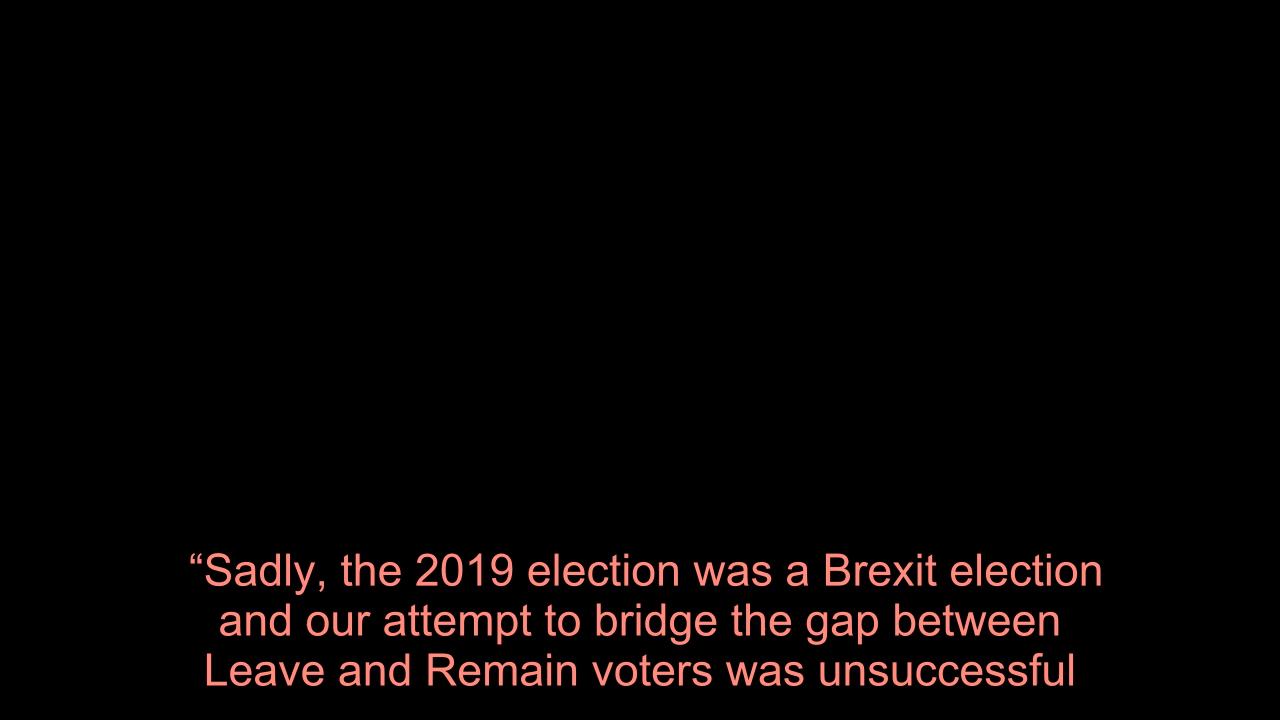 “Sadly, the 2019 election was a Brexit election
and our attempt to bridge the gap between
Leave and Remain voters was unsuccessful